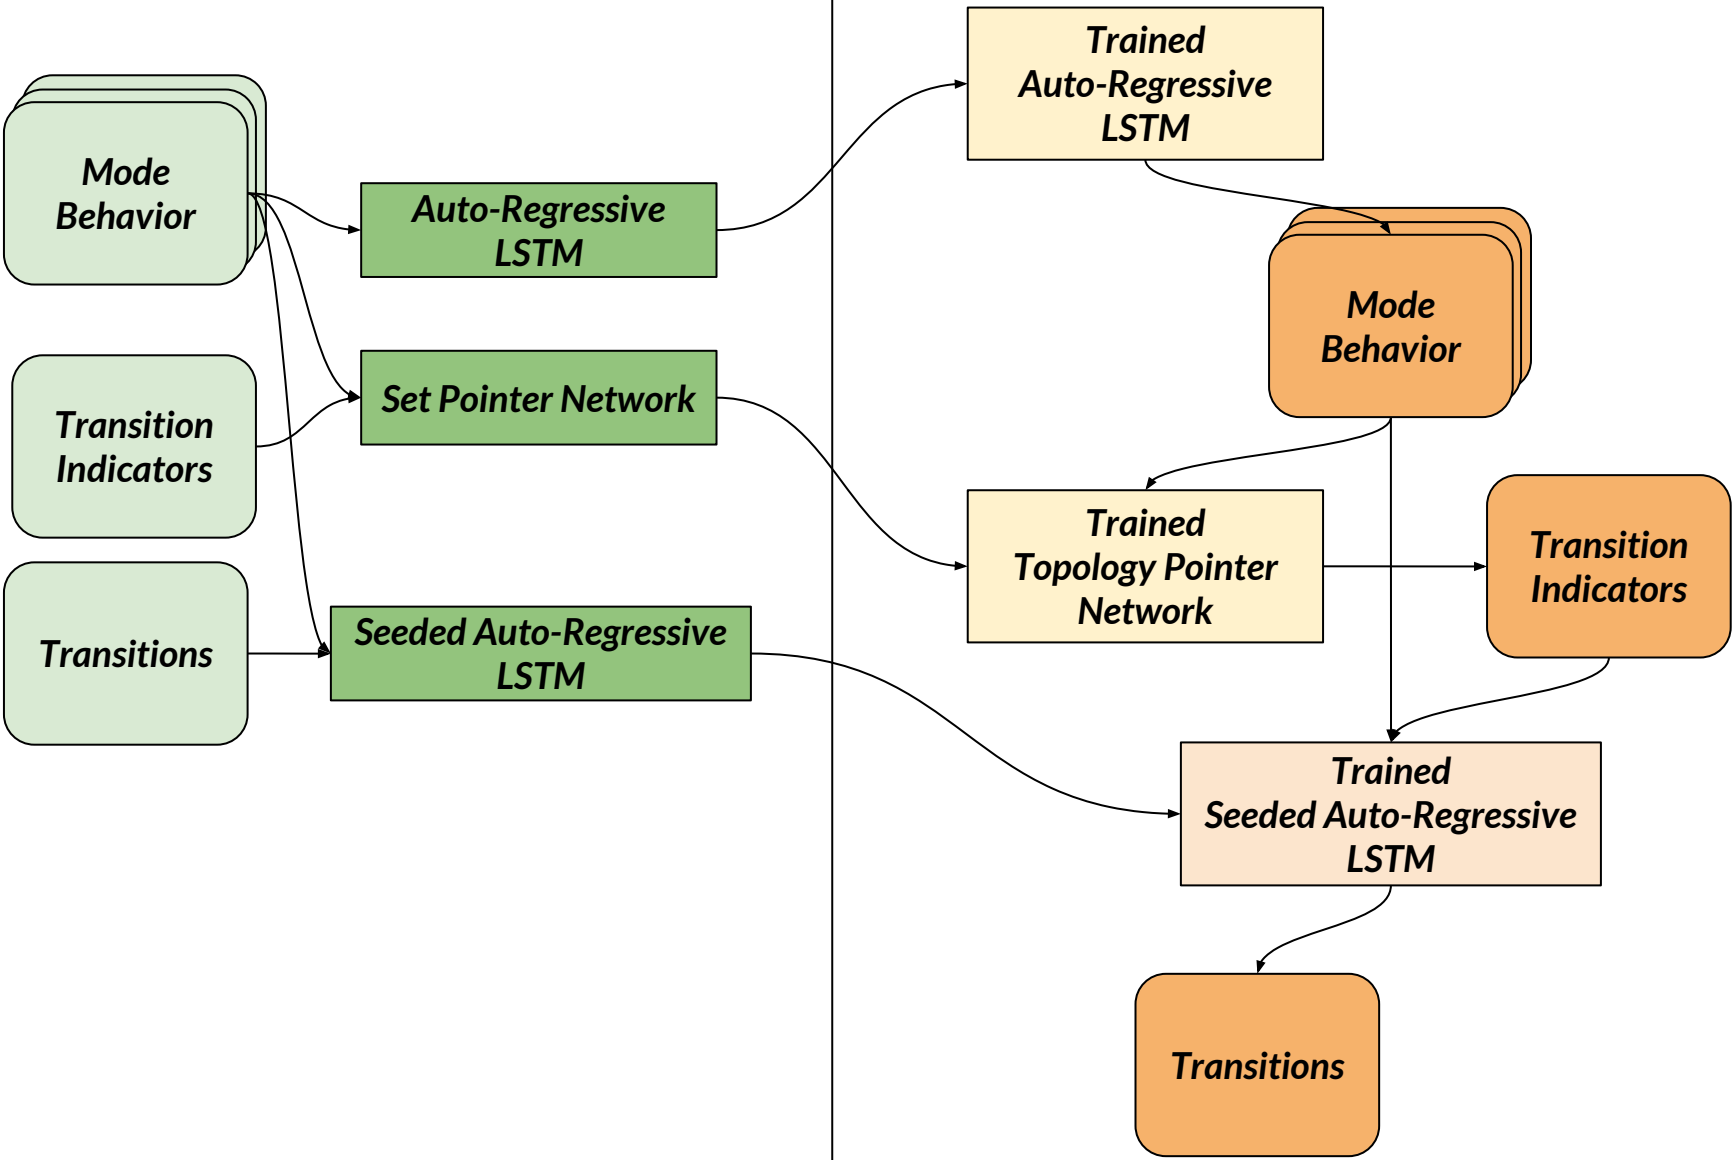 Mode
Behavior
Auto-Regressive
LSTM
Transition
Indicators
Set Pointer Network
Transitions
Seeded Auto-Regressive
LSTM
Trained
Auto-Regressive
LSTM
Mode
Behavior
Trained
Topology Pointer
Network
Transition
Indicators
Trained
Seeded Auto-Regressive
LSTM
Transitions